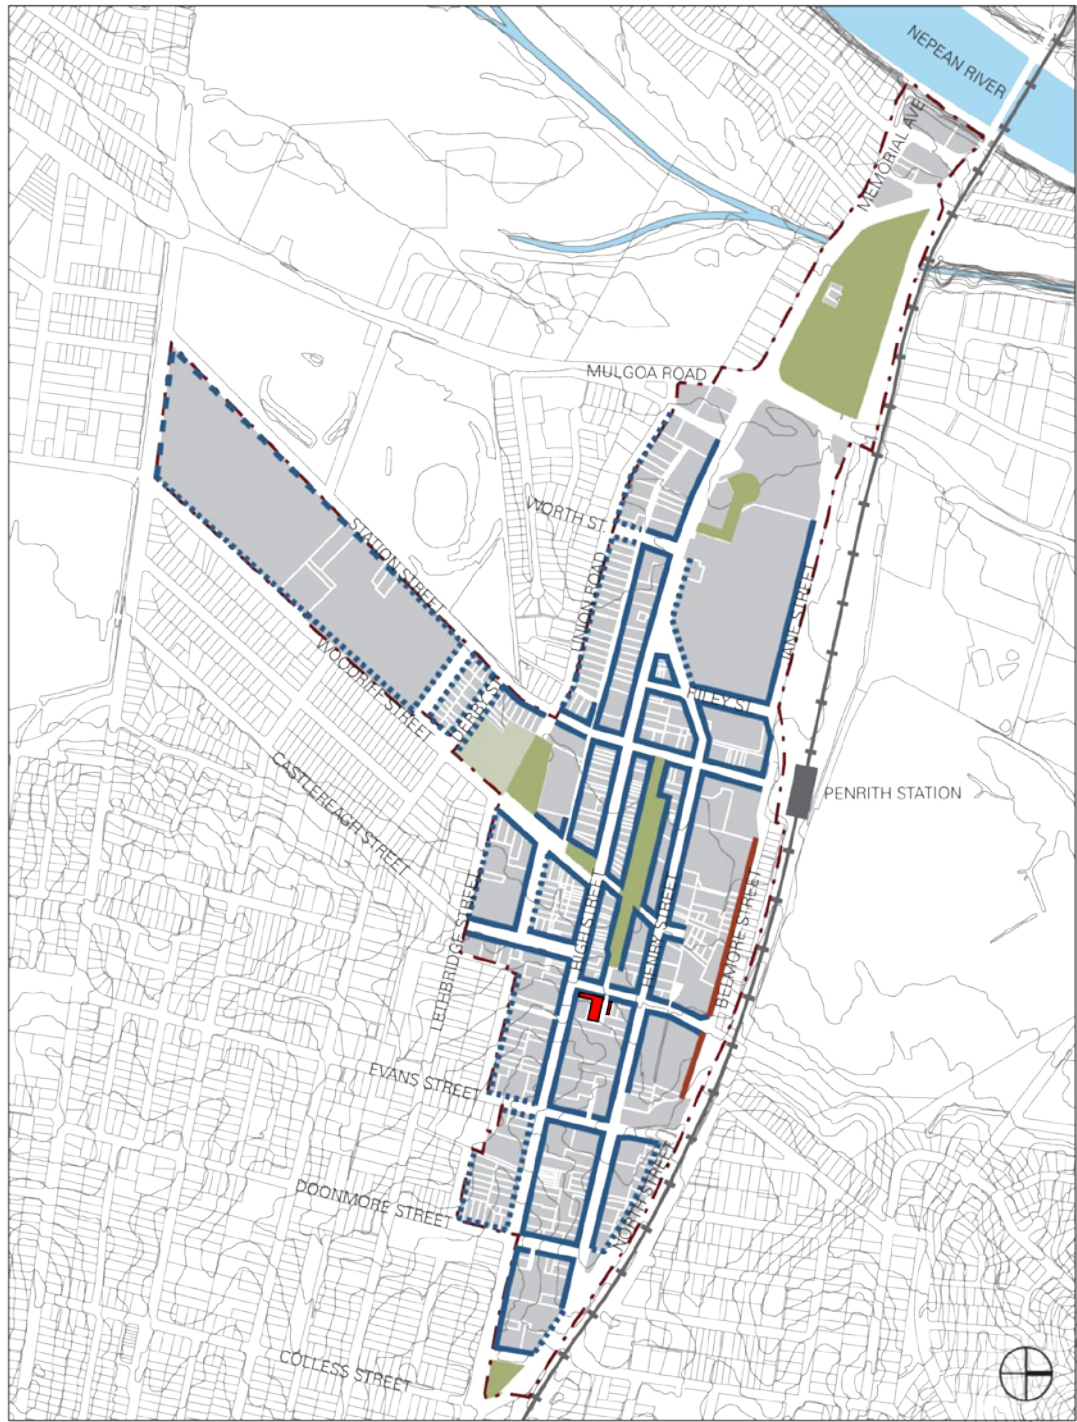 NEPEAN RIVER
MEMORIAL AVE
MULGOA ROAD
WORTH ST
STATION STREET
UNION ROAD
JANE STREET
WOODRIFF STREET
DERBY ST
RILEY ST
CASTLEREAGH STREET
PENRITH STATION
LETHBRIDGE STREET
HIGH STREET
HENRY STREET
BELMORE STREET
EVANS STREET
DOONMORE STREET
NORTH STREET
COLLESS STREET